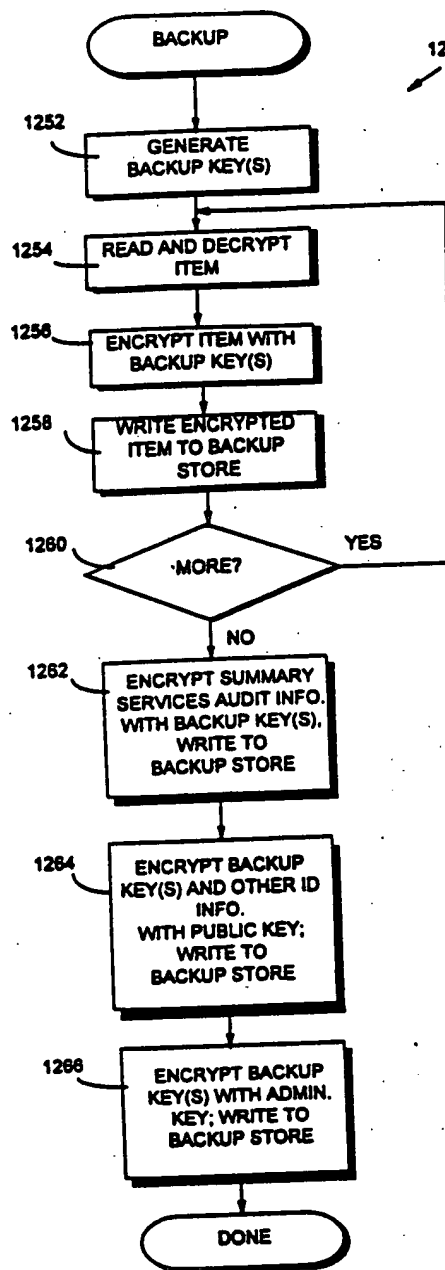 BACKUP
12
1252
GENERATE
BACKUP KEY(S)
1254
READ AND DECRYPT
ITEM
1256
ENCRYPT ITEM WITH
BACKUP KEY(S)
1258
WRITE ENCRYPTED
ITEM TO BACKUP
STORE
1260
MORE?
YES
NO
1262
ENCRYPT SUMMARY
SERVICES AUDIT INFO.
WITH BACKUP KEY(S),
WRITE TO
BACKUP STORE
1264
ENCRYPT BACKUP
KEY(S) AND OTHER ID
INFO.
WITH PUBLIC KEY;
WRITE TO
BACKUP STORE
1266
ENCRYPT BACKUP
KEY(S) WITH ADMIN.
KEY; WRITE TO
BACKUP STORE
DONE